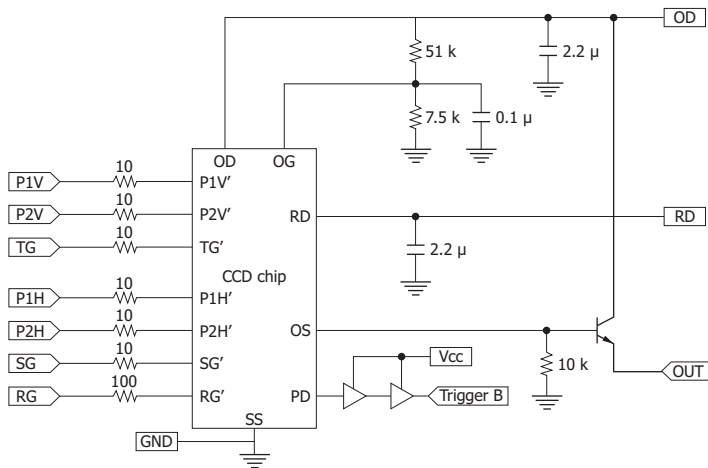 OD
51 k
2.2 µ
7.5 k
0.1 µ
OD OG
P1V 10 P1V′
P2V 10 P2V′
RD RD
TG 10 TG′
2.2 µ
CCD chip
P1H 10 P1H′
P2H 10 P2H′
OS
SG 10 SG′
Vcc
10 k
OUT
RG 100 RG′
PD
Trigger B
SS
GND